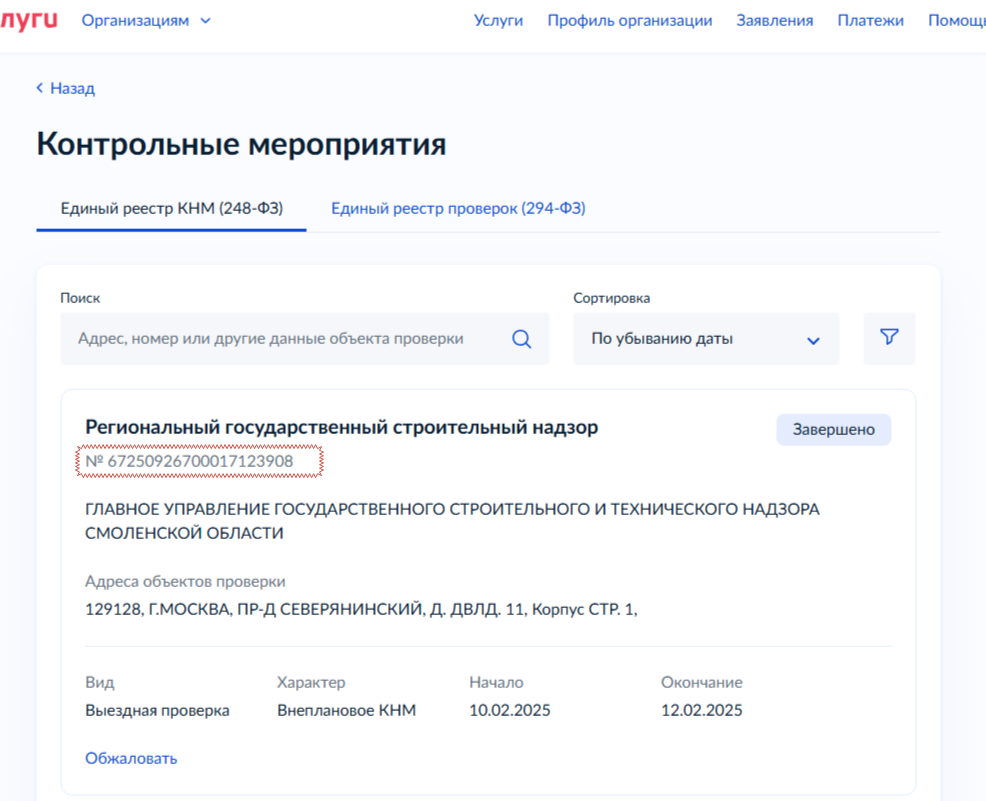 луги Организациям Услуги Профиль организации Заявления Платежи Помощь
Назад
Контрольные мероприятия
Единый реестр КНМ (248-ФЗ) Единый реестр проверок (294-ФЗ)
Поиск Сортировка
Адрес, номер или другие данные объекта проверки По убыванию даты
Региональный государственный строительный надзор Завершено
№ 67250926700017123908
ГЛАВНОЕ УПРАВЛЕНИЕ ГОСУДАРСТВЕННОГО СТРОИТЕЛЬНОГО И ТЕХНИЧЕСКОГО НАДЗОРА
СМОЛЕНСКОЙ ОБЛАСТИ
Адреса объектов проверки
129128, Г.МОСКВА, ПР-Д СЕВЕРЯНИНСКИЙ, Д. ДВЛД. 11, Корпус СТР. 1,
Вид Характер Начало Окончание
Выездная проверка Внеплановое КНМ 10.02.2025 12.02.2025
Обжаловать